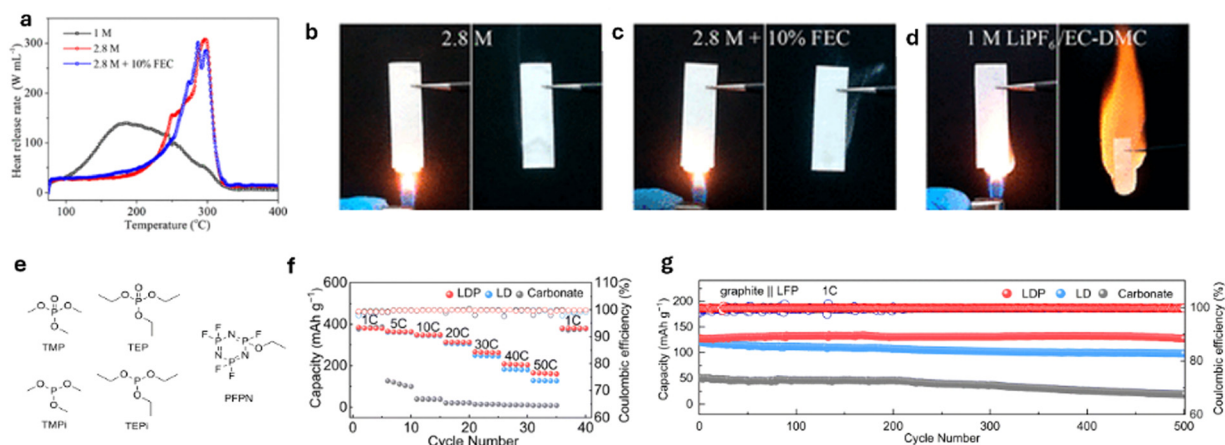 a
1 M
2.8 M
2.8 M + 10% FEC
Heat release rate (W mL⁻¹)
300
200
100
0
100
200
300
400
Temperature (°C)
b
2.8 M
c
2.8 M + 10% FEC
d
1 M LiPF₆/EC-DMC
e
O
O P O
O
TMP
O
O P O
O
TEP
O P O
O
TMPi
O P O
O
TEPi
F
F
N
P
P
F
O
N
N
P
F
F
PFPN
f
LDP
LD
Carbonate
1C
5C
10C
20C
30C
40C
50C
1C
Capacity (mAh g⁻¹)
600
400
200
0
Coulombic efficiency (%)
110
100
90
80
70
60
0
10
20
30
40
Cycle Number
g
graphite || LFP 1C
LDP
LD
Carbonate
Capacity (mAh g⁻¹)
200
150
100
50
0
Coulombic efficiency (%)
100
80
60
0
100
200
300
400
500
Cycle Number